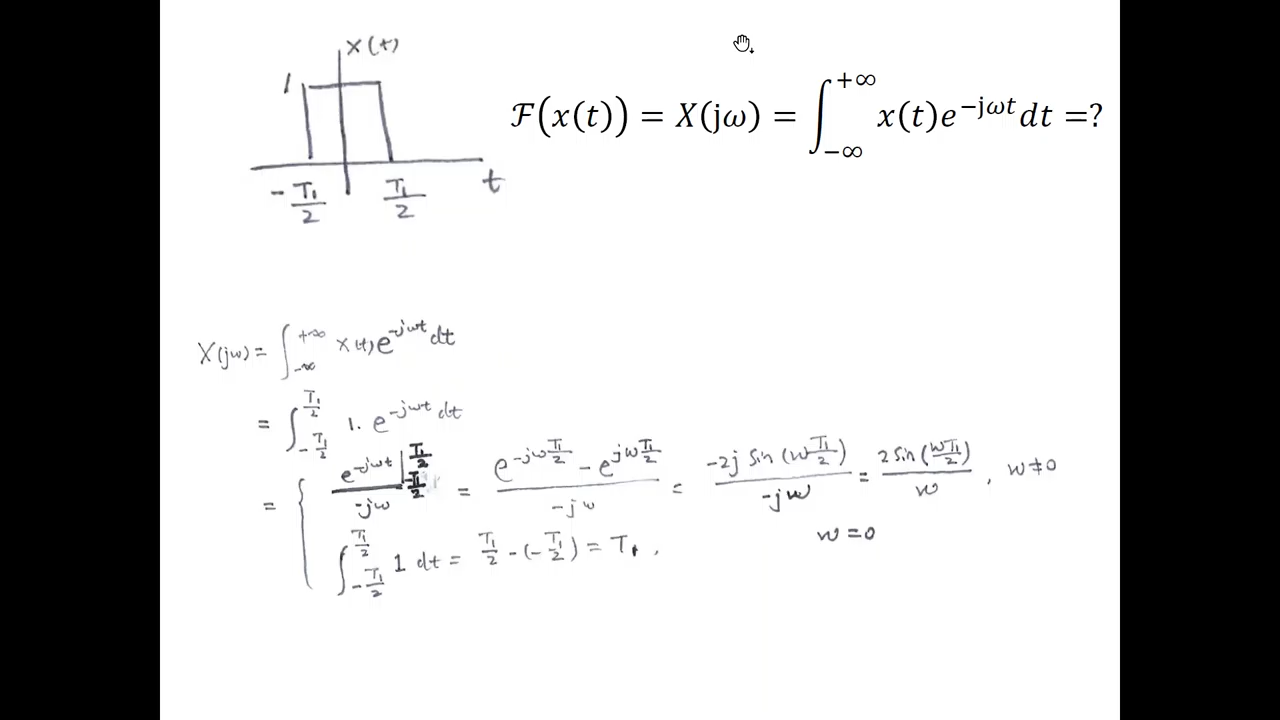 x(t)
1
-T₁/2 T₁/2 t
ℱ(x(t)) = X(jω) = ∫_{−∞}^{+∞} x(t)e^{−jωt}dt =?
X(jω) = ∫_{-∞}^{+∞} x(t) e^{-jωt} dt
= ∫_{-T₁/2}^{T₁/2} 1. e^{-jωt} dt
= { e^{-jωt}|_{-T₁/2}^{T₁/2} / -jω = (e^{-jωT₁/2} - e^{jωT₁/2}) / -jω = -2j Sin(ωT₁/2) / -jω = 2 Sin(ωT₁/2) / ω , ω≠0
∫_{-T₁/2}^{T₁/2} 1 dt = T₁/2 - (-T₁/2) = T₁ , ω=0